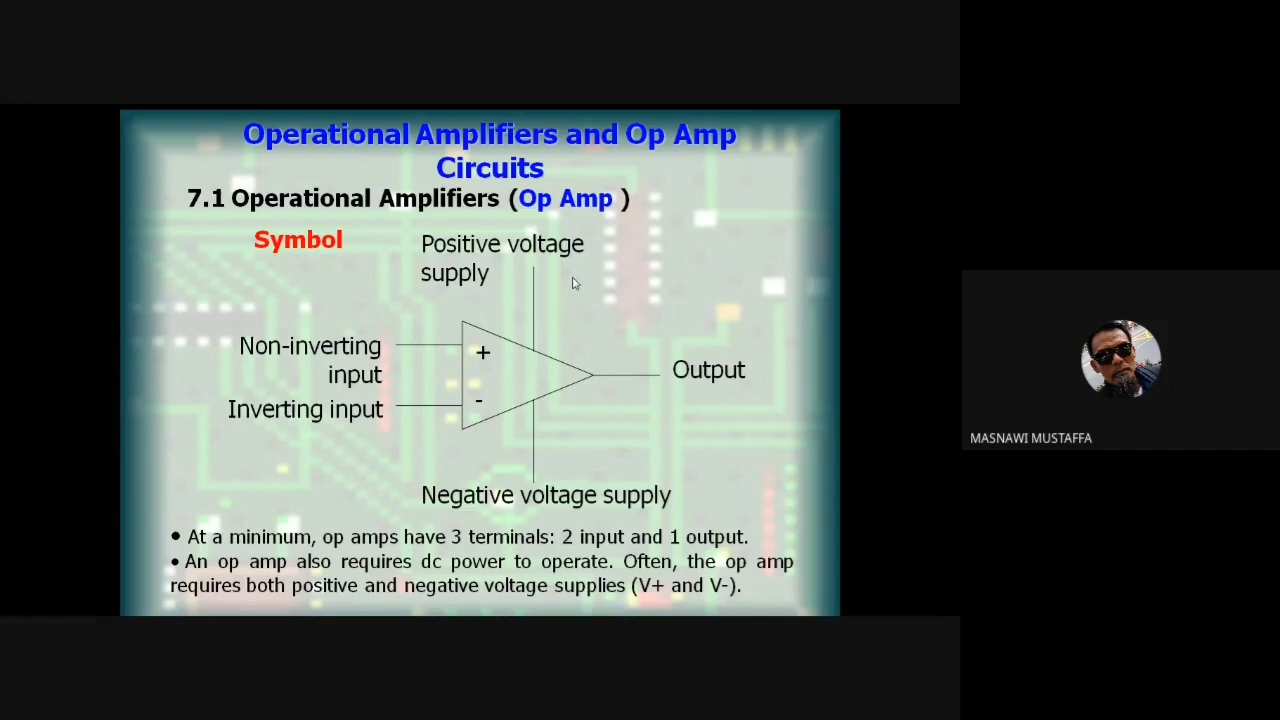 Operational Amplifiers and Op Amp
Circuits
7.1 Operational Amplifiers (Op Amp )
Symbol
Positive voltage
supply
Non-inverting
input
+
Output
Inverting input
-
Negative voltage supply
• At a minimum, op amps have 3 terminals: 2 input and 1 output.
• An op amp also requires dc power to operate. Often, the op amp
requires both positive and negative voltage supplies (V+ and V-).
MASNAWI MUSTAFFA